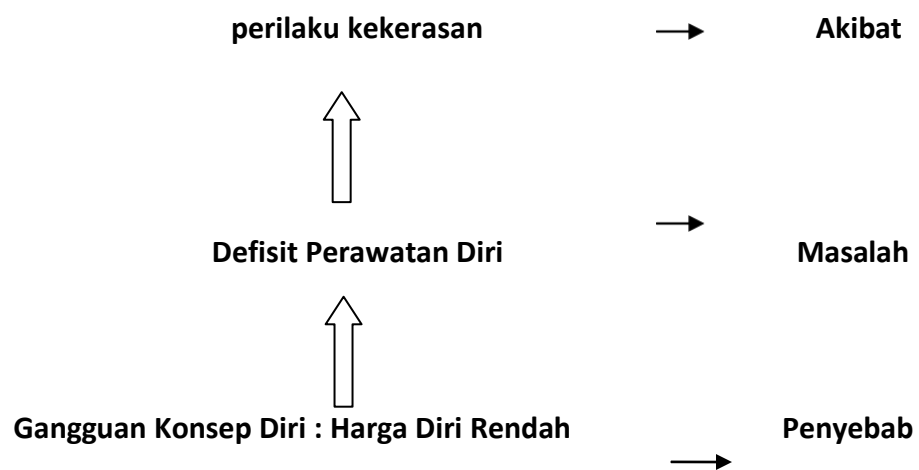 perilaku kekerasan Akibat
Defisit Perawatan Diri Masalah
Gangguan Konsep Diri : Harga Diri Rendah Penyebab